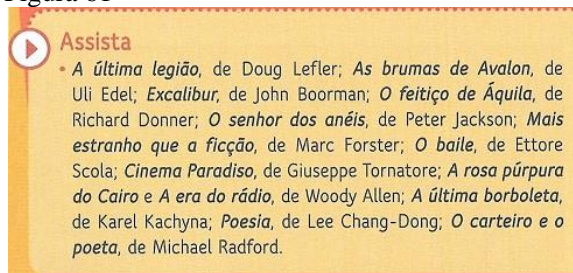 Assista
• A última legião, de Doug Lefler; As brumas de Avalon, de
Uli Edel; Excalibur, de John Boorman; O feitiço de Áquila, de
Richard Donner; O senhor dos anéis, de Peter Jackson; Mais
estranho que a ficção, de Marc Forster; O baile, de Ettore
Scola; Cinema Paradiso, de Giuseppe Tornatore; A rosa púrpura
do Cairo e A era do rádio, de Woody Allen; A última borboleta,
de Karel Kachyna; Poesia, de Lee Chang-Dong; O carteiro e o
poeta, de Michael Radford.